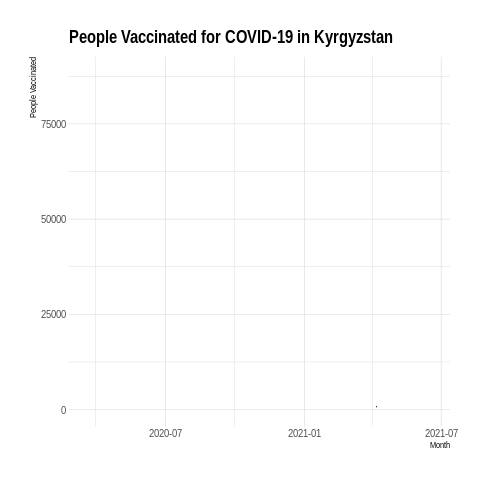 People Vaccinated for COVID-19 in Kyrgyzstan
People Vaccinated
75000
50000
25000
0
2020-07
2021-01
2021-07
Month